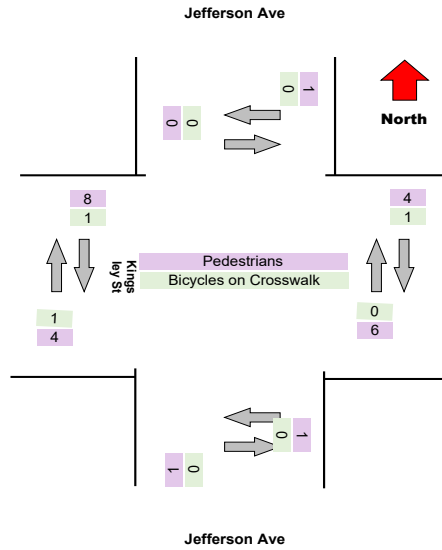 Jefferson Ave
0 1
0 0
North
8
1
4
1
Kings
ley St
Pedestrians
Bicycles on Crosswalk
1
4
0
6
0 1
1 0
Jefferson Ave